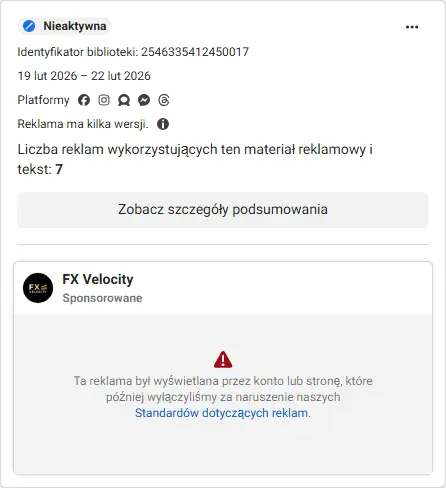 Nieaktywna
Identyfikator biblioteki: 2546335412450017
19 lut 2026 – 22 lut 2026
Platformy
Reklama ma kilka wersji.
Liczba reklam wykorzystujących ten materiał reklamowy i
tekst: 7
Zobacz szczegóły podsumowania
FX
VELOCITY
FX Velocity
Sponsorowane
Ta reklama był wyświetlana przez konto lub stronę, które
później wyłączyliśmy za naruszenie naszych
Standardów dotyczących reklam.